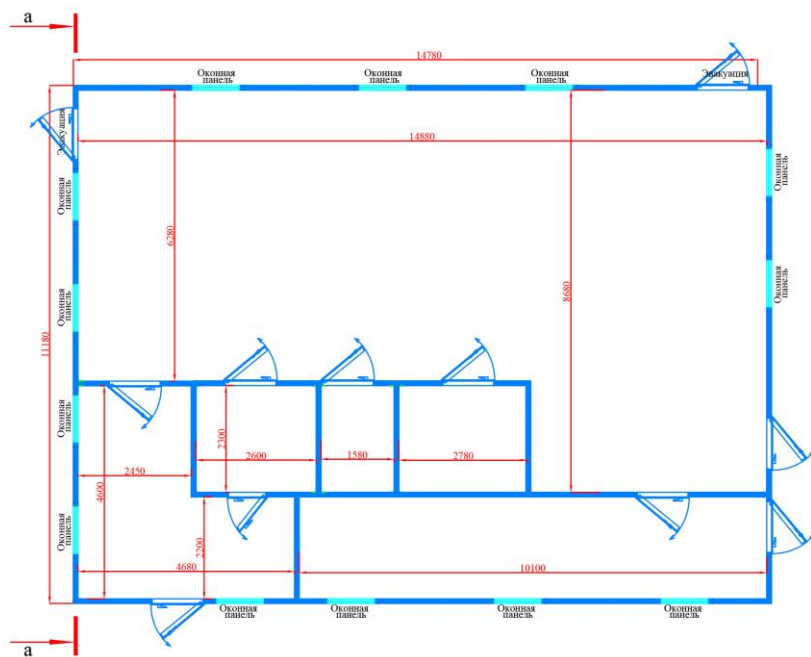 a
14780
Оконная
панель
Оконная
панель
Оконная
панель
Эвакуация
Эвакуация
14880
Оконная
панель
Оконная
панель
6280
8680
Оконная
панель
Оконная
панель
11180
2300
2600
1580
2780
Оконная
панель
2450
4600
Оконная
панель
2200
4680
10100
Оконная
панель
Оконная
панель
Оконная
панель
Оконная
панель
a